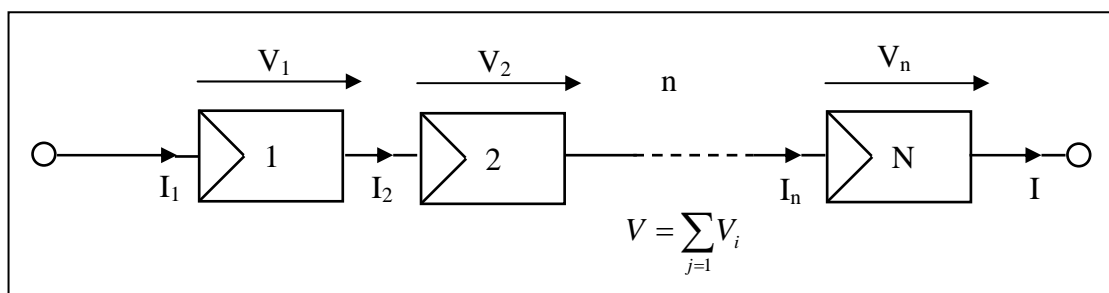 V₁ V₂ n Vₙ
1 2 N
I₁ I₂ Iₙ I
V = ∑ Vᵢ
j=1